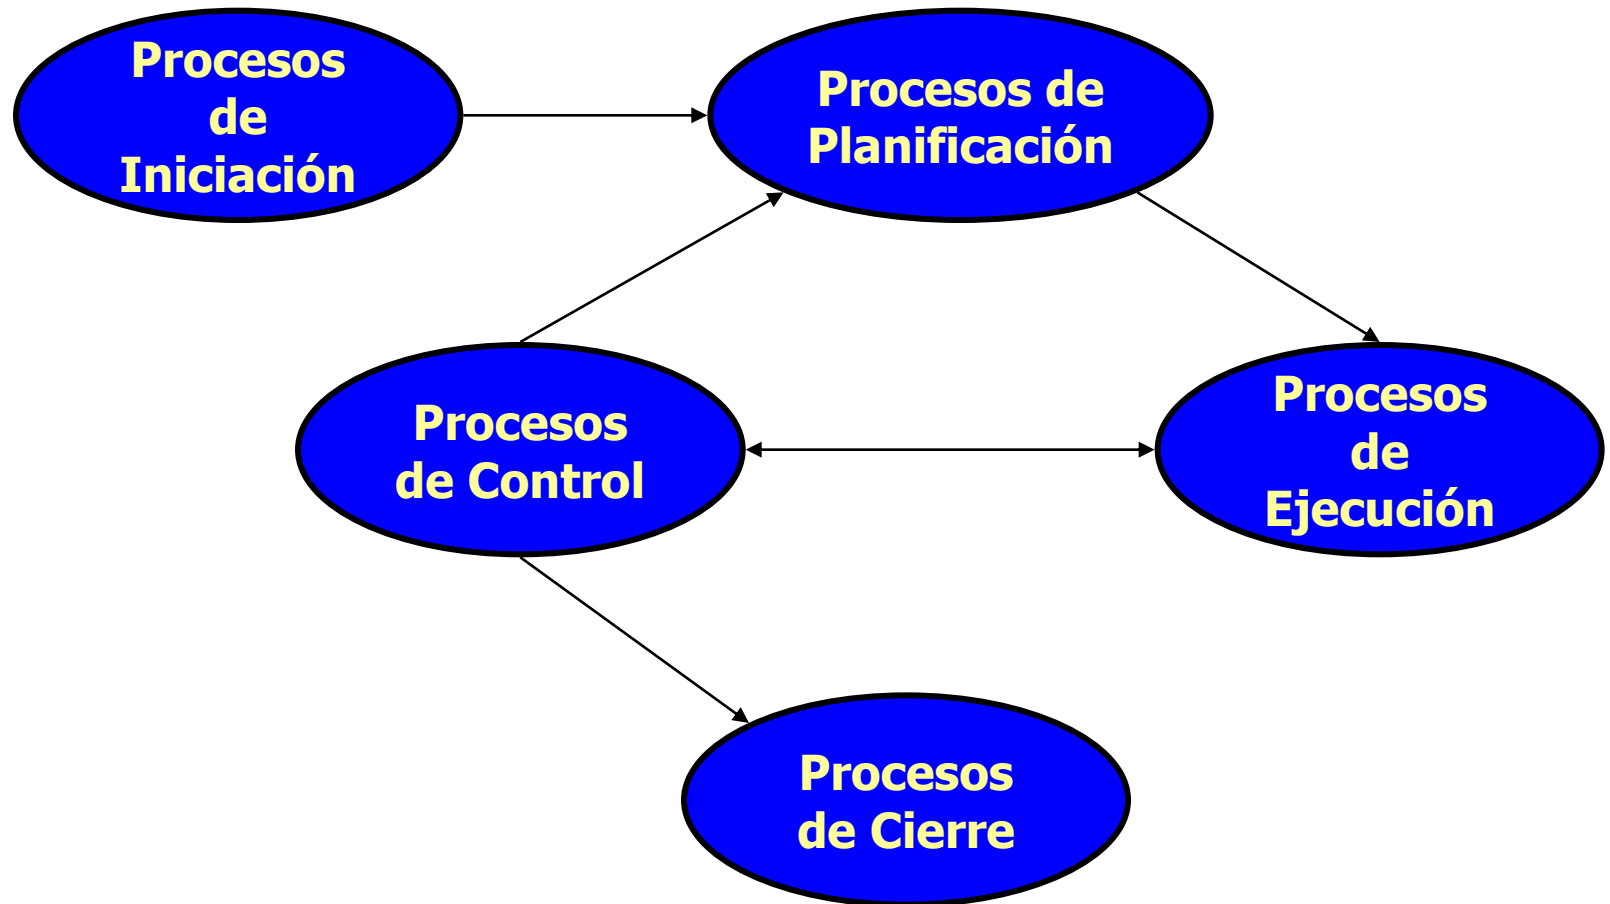 Procesos
de
Iniciación
Procesos de
Planificación
Procesos
de Control
Procesos
de
Ejecución
Procesos
de Cierre